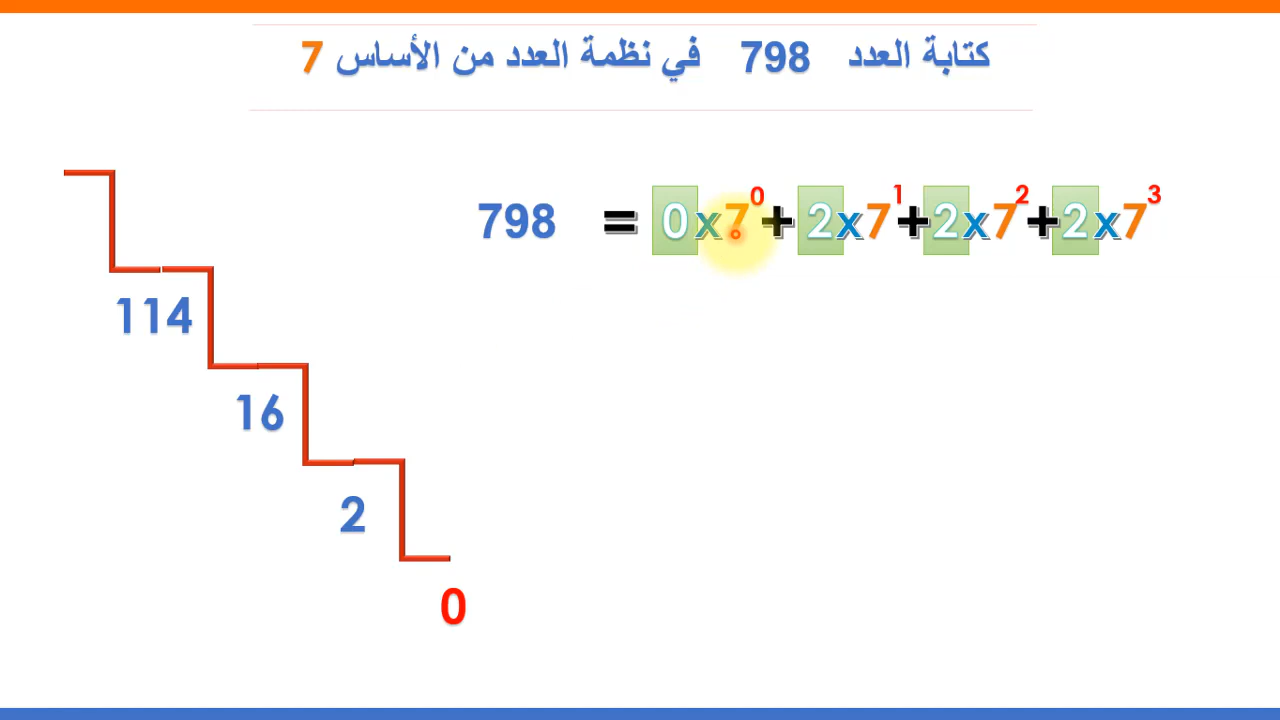 كتابة العدد 798 في نظمة العدد من الأساس 7
798 = 0x7⁰+2x7¹+2x7²+2x7³
114
16
2
0